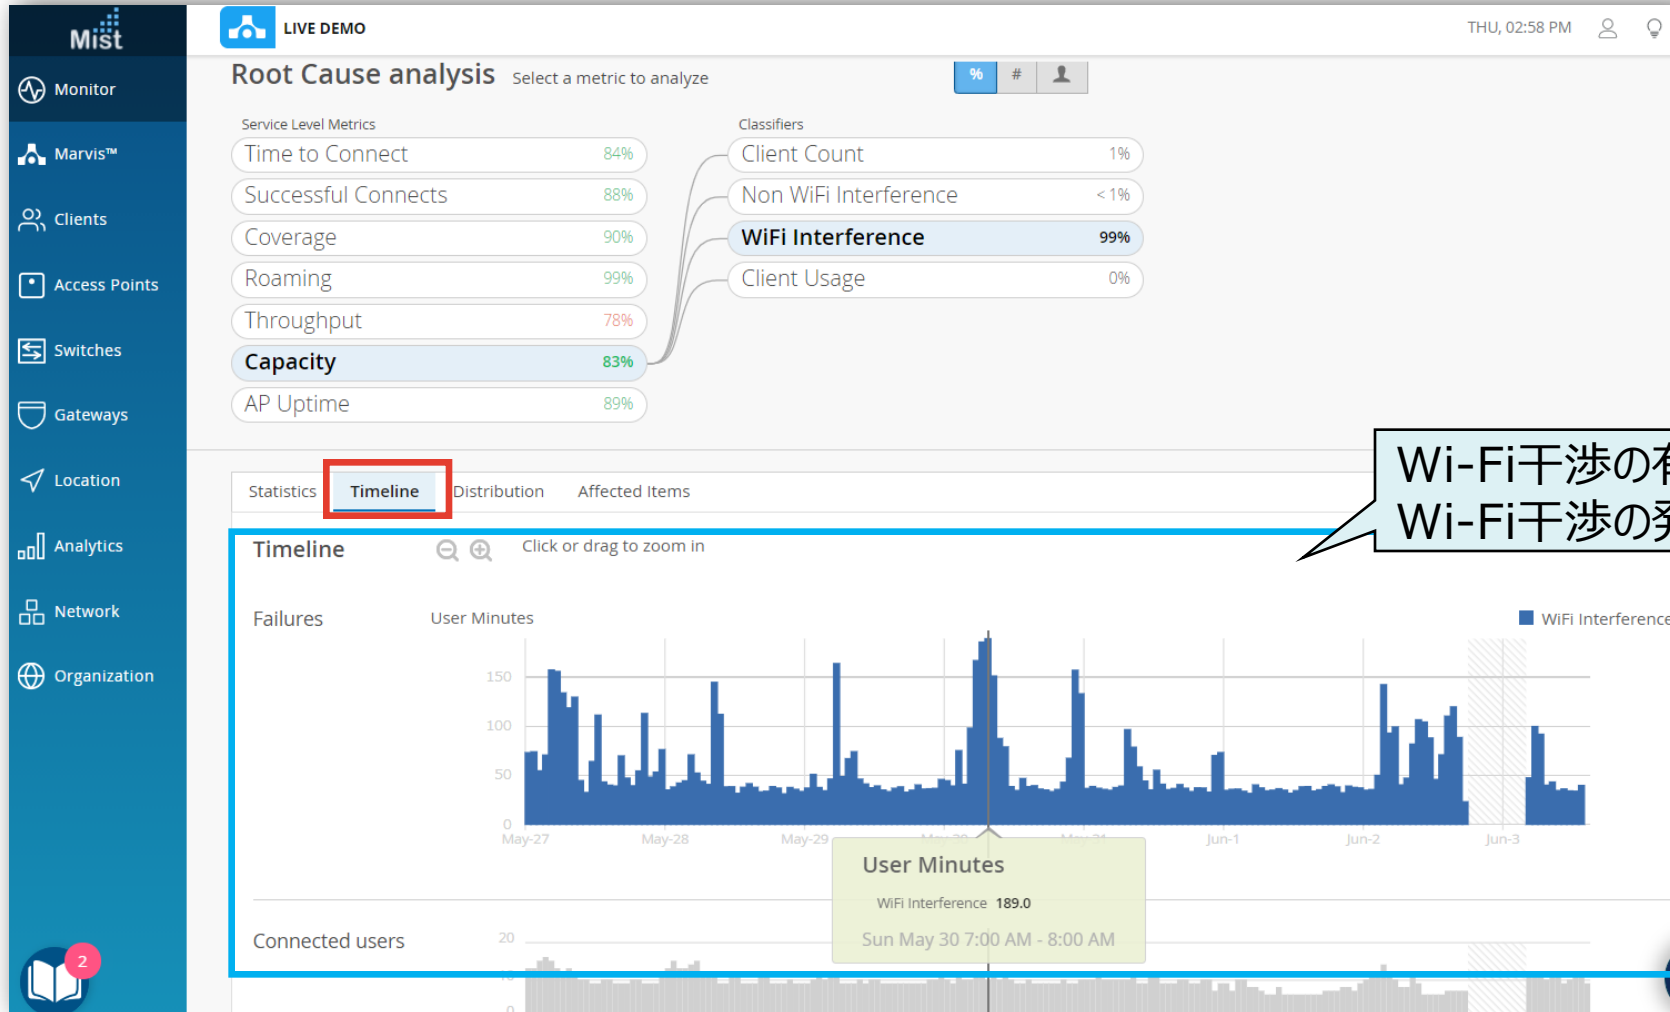 Mist
LIVE DEMO
THU, 02:58 PM
Monitor
Marvis™
Clients
Access Points
Switches
Gateways
Location
Analytics
Network
Organization
2
Root Cause analysis Select a metric to analyze
% #
Service Level Metrics
Time to Connect 84%
Successful Connects 88%
Coverage 90%
Roaming 99%
Throughput 78%
Capacity 83%
AP Uptime 89%
Classifiers
Client Count 1%
Non WiFi Interference < 1%
WiFi Interference 99%
Client Usage 0%
Wi-Fi干渉の
Wi-Fi干渉の
Statistics Timeline Distribution Affected Items
Timeline Click or drag to zoom in
Failures User Minutes WiFi Interference
150
100
50
0
May-27 May-28 May-29 May-30 May-31 Jun-1 Jun-2 Jun-3
User Minutes
WiFi Interference 189.0
Sun May 30 7:00 AM - 8:00 AM
Connected users
20
10
0